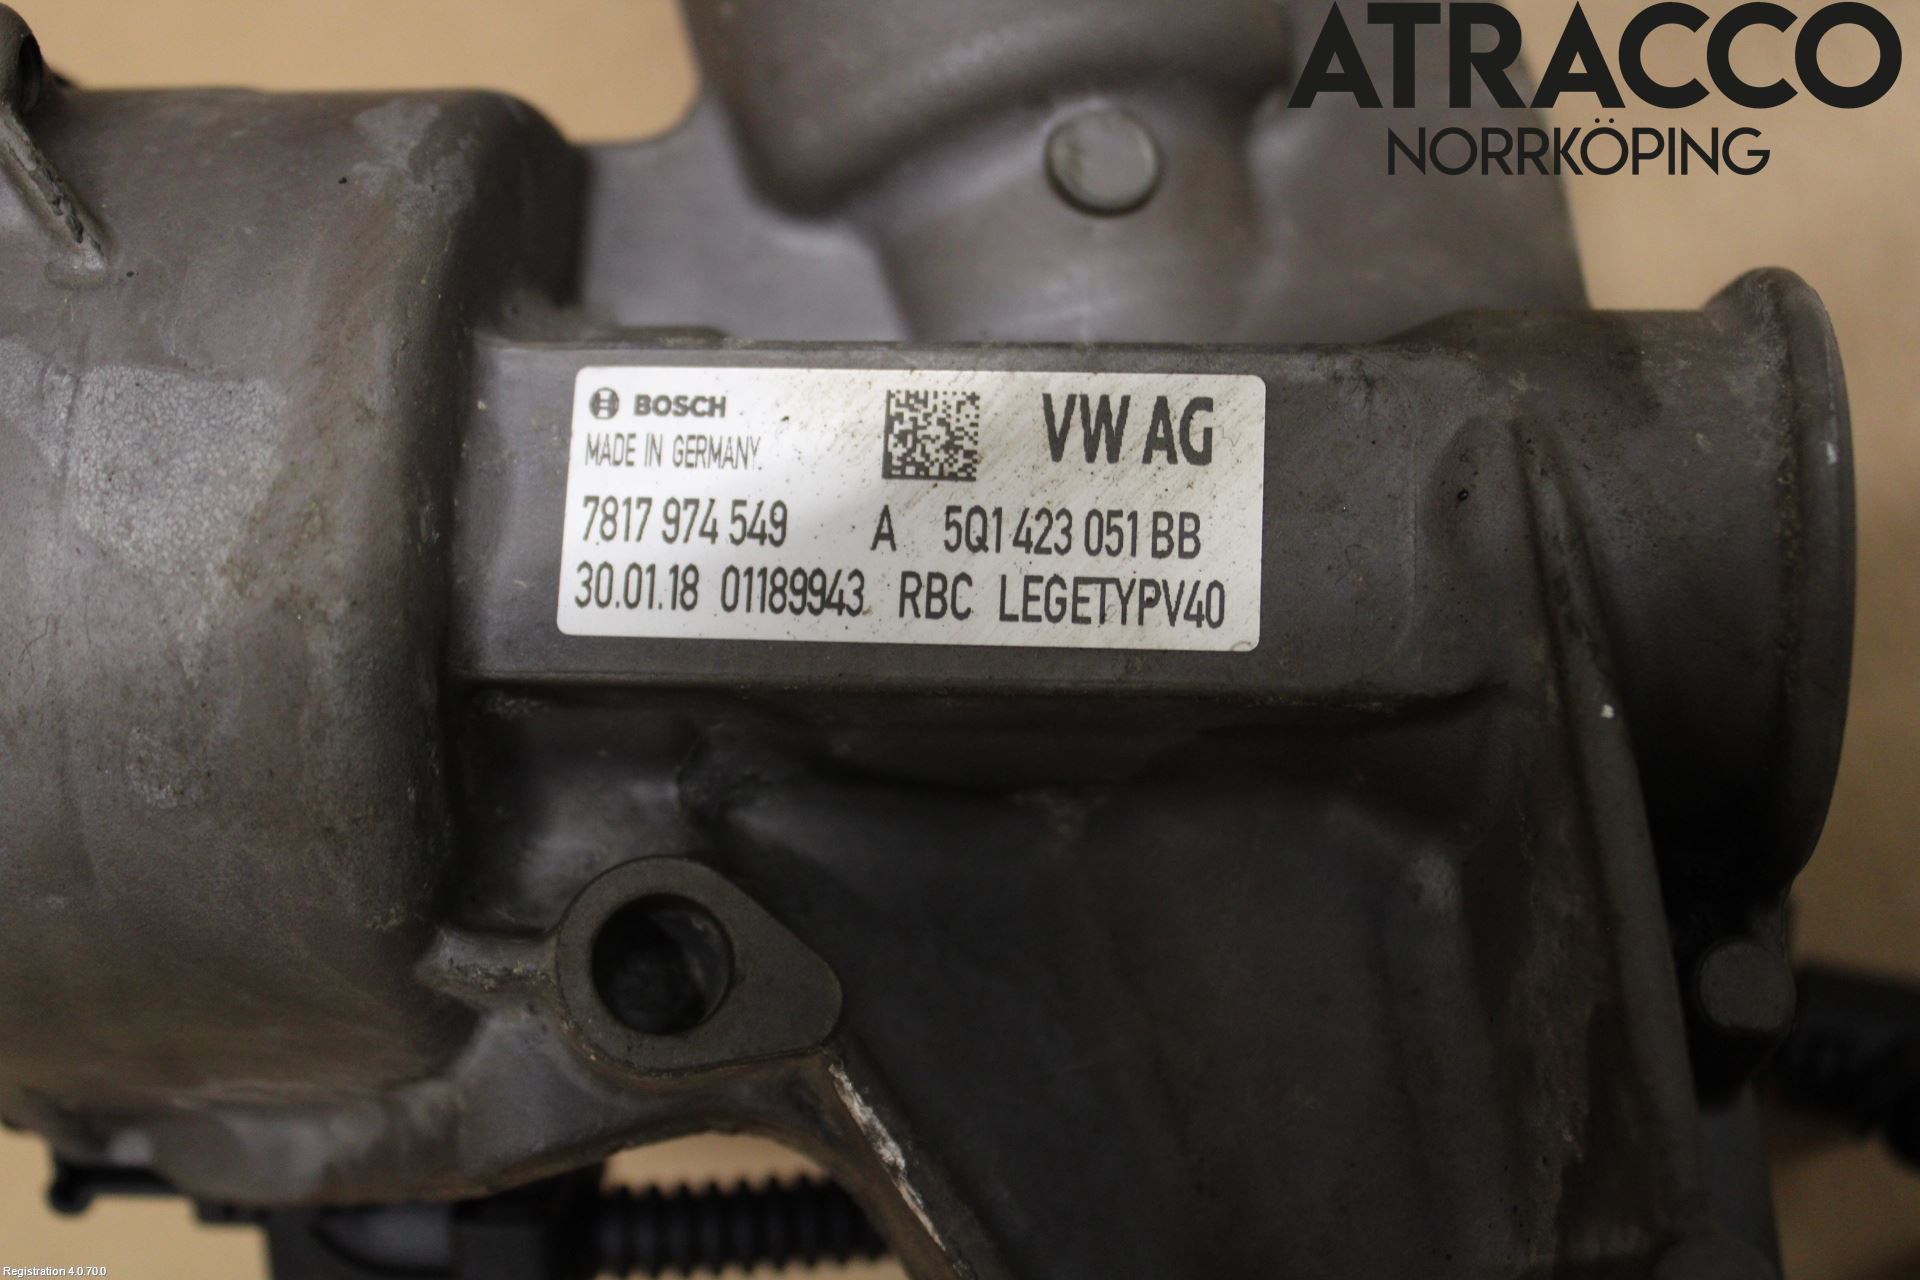 ATRACCO
NORRKÖPING
BOSCH
MADE IN GERMANY
VW AG
7817 974 549 A 5Q1 423 051 BB
30.01.18 01189943 RBC LEGETYPV40
Registration 4.0.70.0